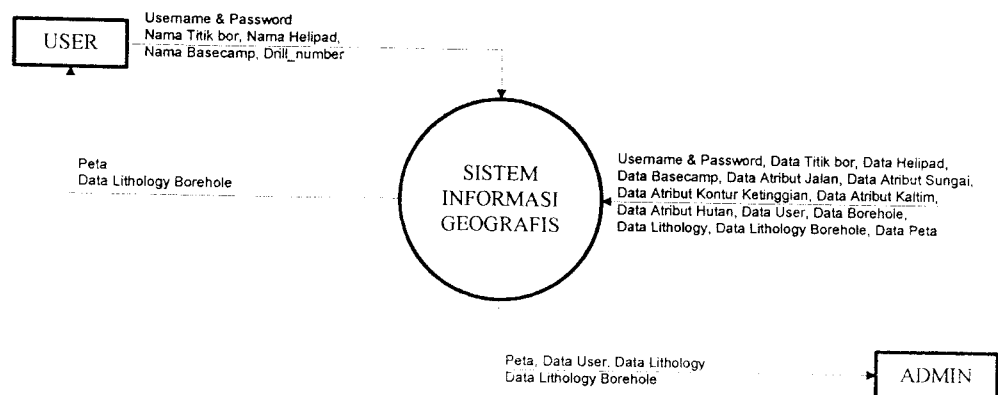 USER
Username & Password
Nama Titik bor, Nama Helipad,
Nama Basecamp, Drill_number
Peta
Data Lithology Borehole
SISTEM
INFORMASI
GEOGRAFIS
Username & Password, Data Titik bor, Data Helipad,
Data Basecamp, Data Atribut Jalan, Data Atribut Sungai,
Data Atribut Kontur Ketinggian, Data Atribut Kaltim,
Data Atribut Hutan, Data User, Data Borehole,
Data Lithology, Data Lithology Borehole, Data Peta
Peta, Data User, Data Lithology
Data Lithology Borehole
ADMIN